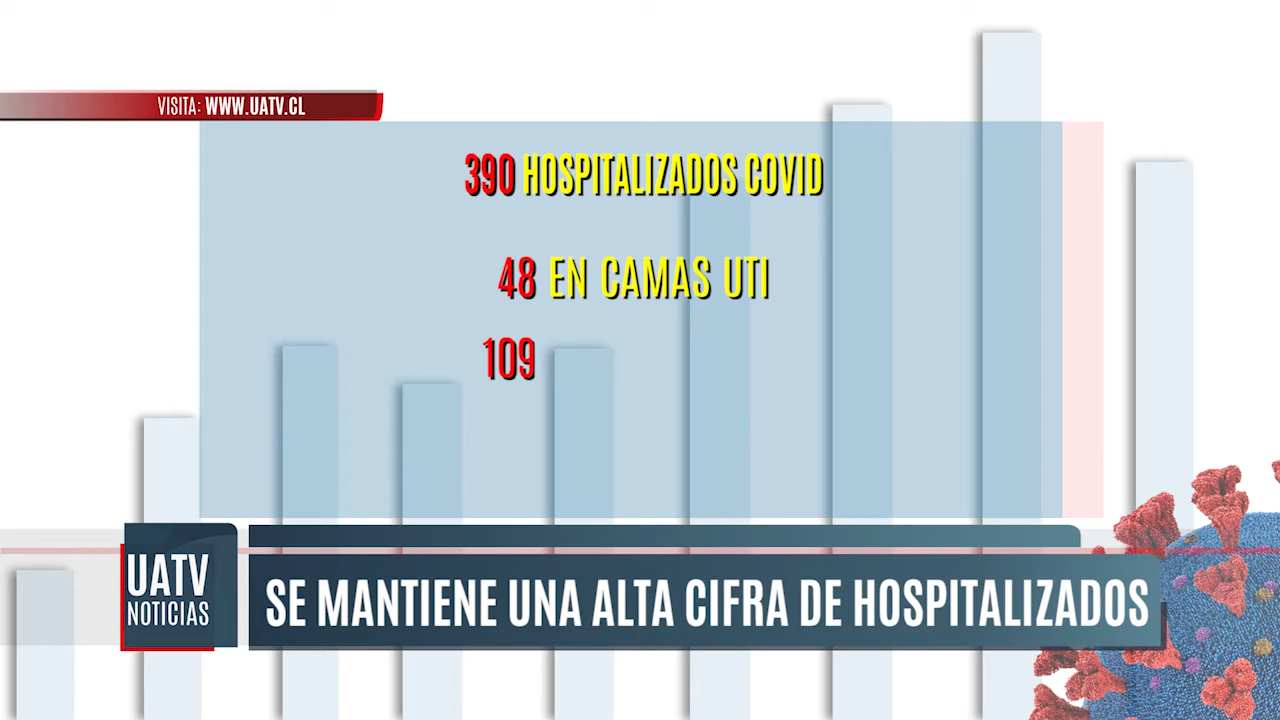 VISITA: WWW.UATV.CL
390 HOSPITALIZADOS COVID
48 EN CAMAS UTI
109
UATV
NOTICIAS
SE MANTIENE UNA ALTA CIFRA DE HOSPITALIZADOS